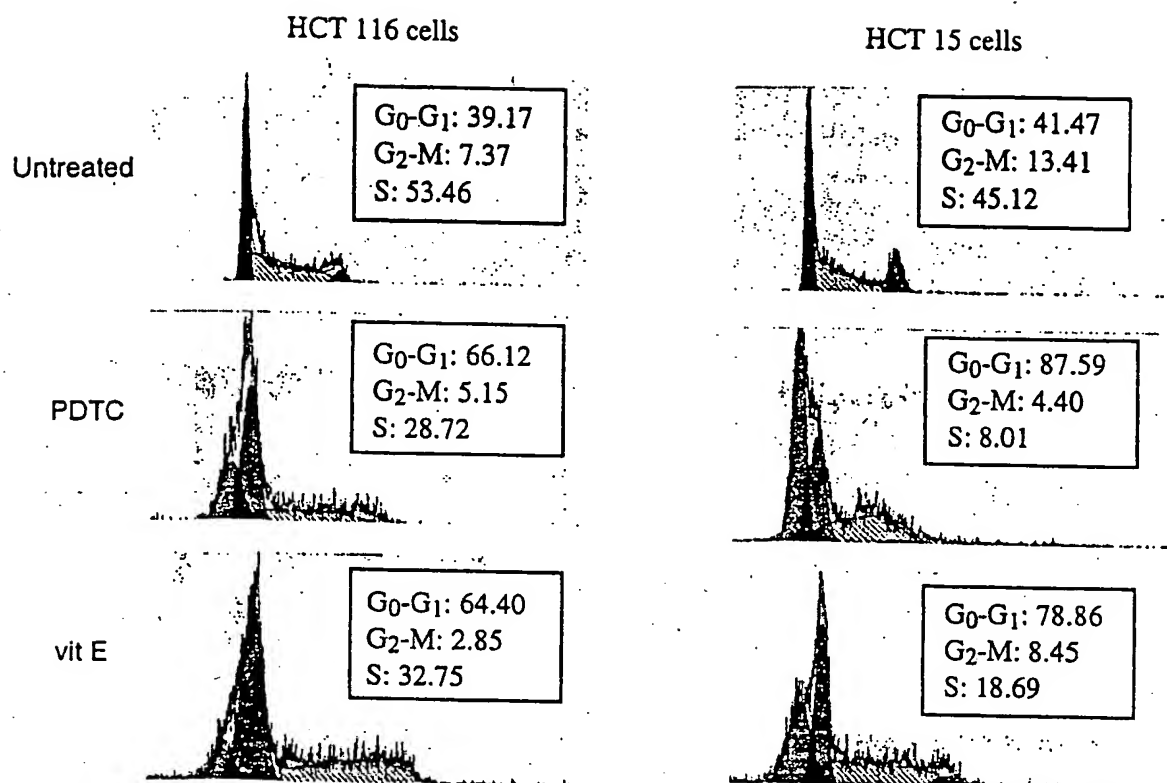 HCT 116 cells
HCT 15 cells
Untreated
G0-G1: 39.17
G2-M: 7.37
S: 53.46
G0-G1: 41.47
G2-M: 13.41
S: 45.12
PDTC
G0-G1: 66.12
G2-M: 5.15
S: 28.72
G0-G1: 87.59
G2-M: 4.40
S: 8.01
vit E
G0-G1: 64.40
G2-M: 2.85
S: 32.75
G0-G1: 78.86
G2-M: 8.45
S: 18.69